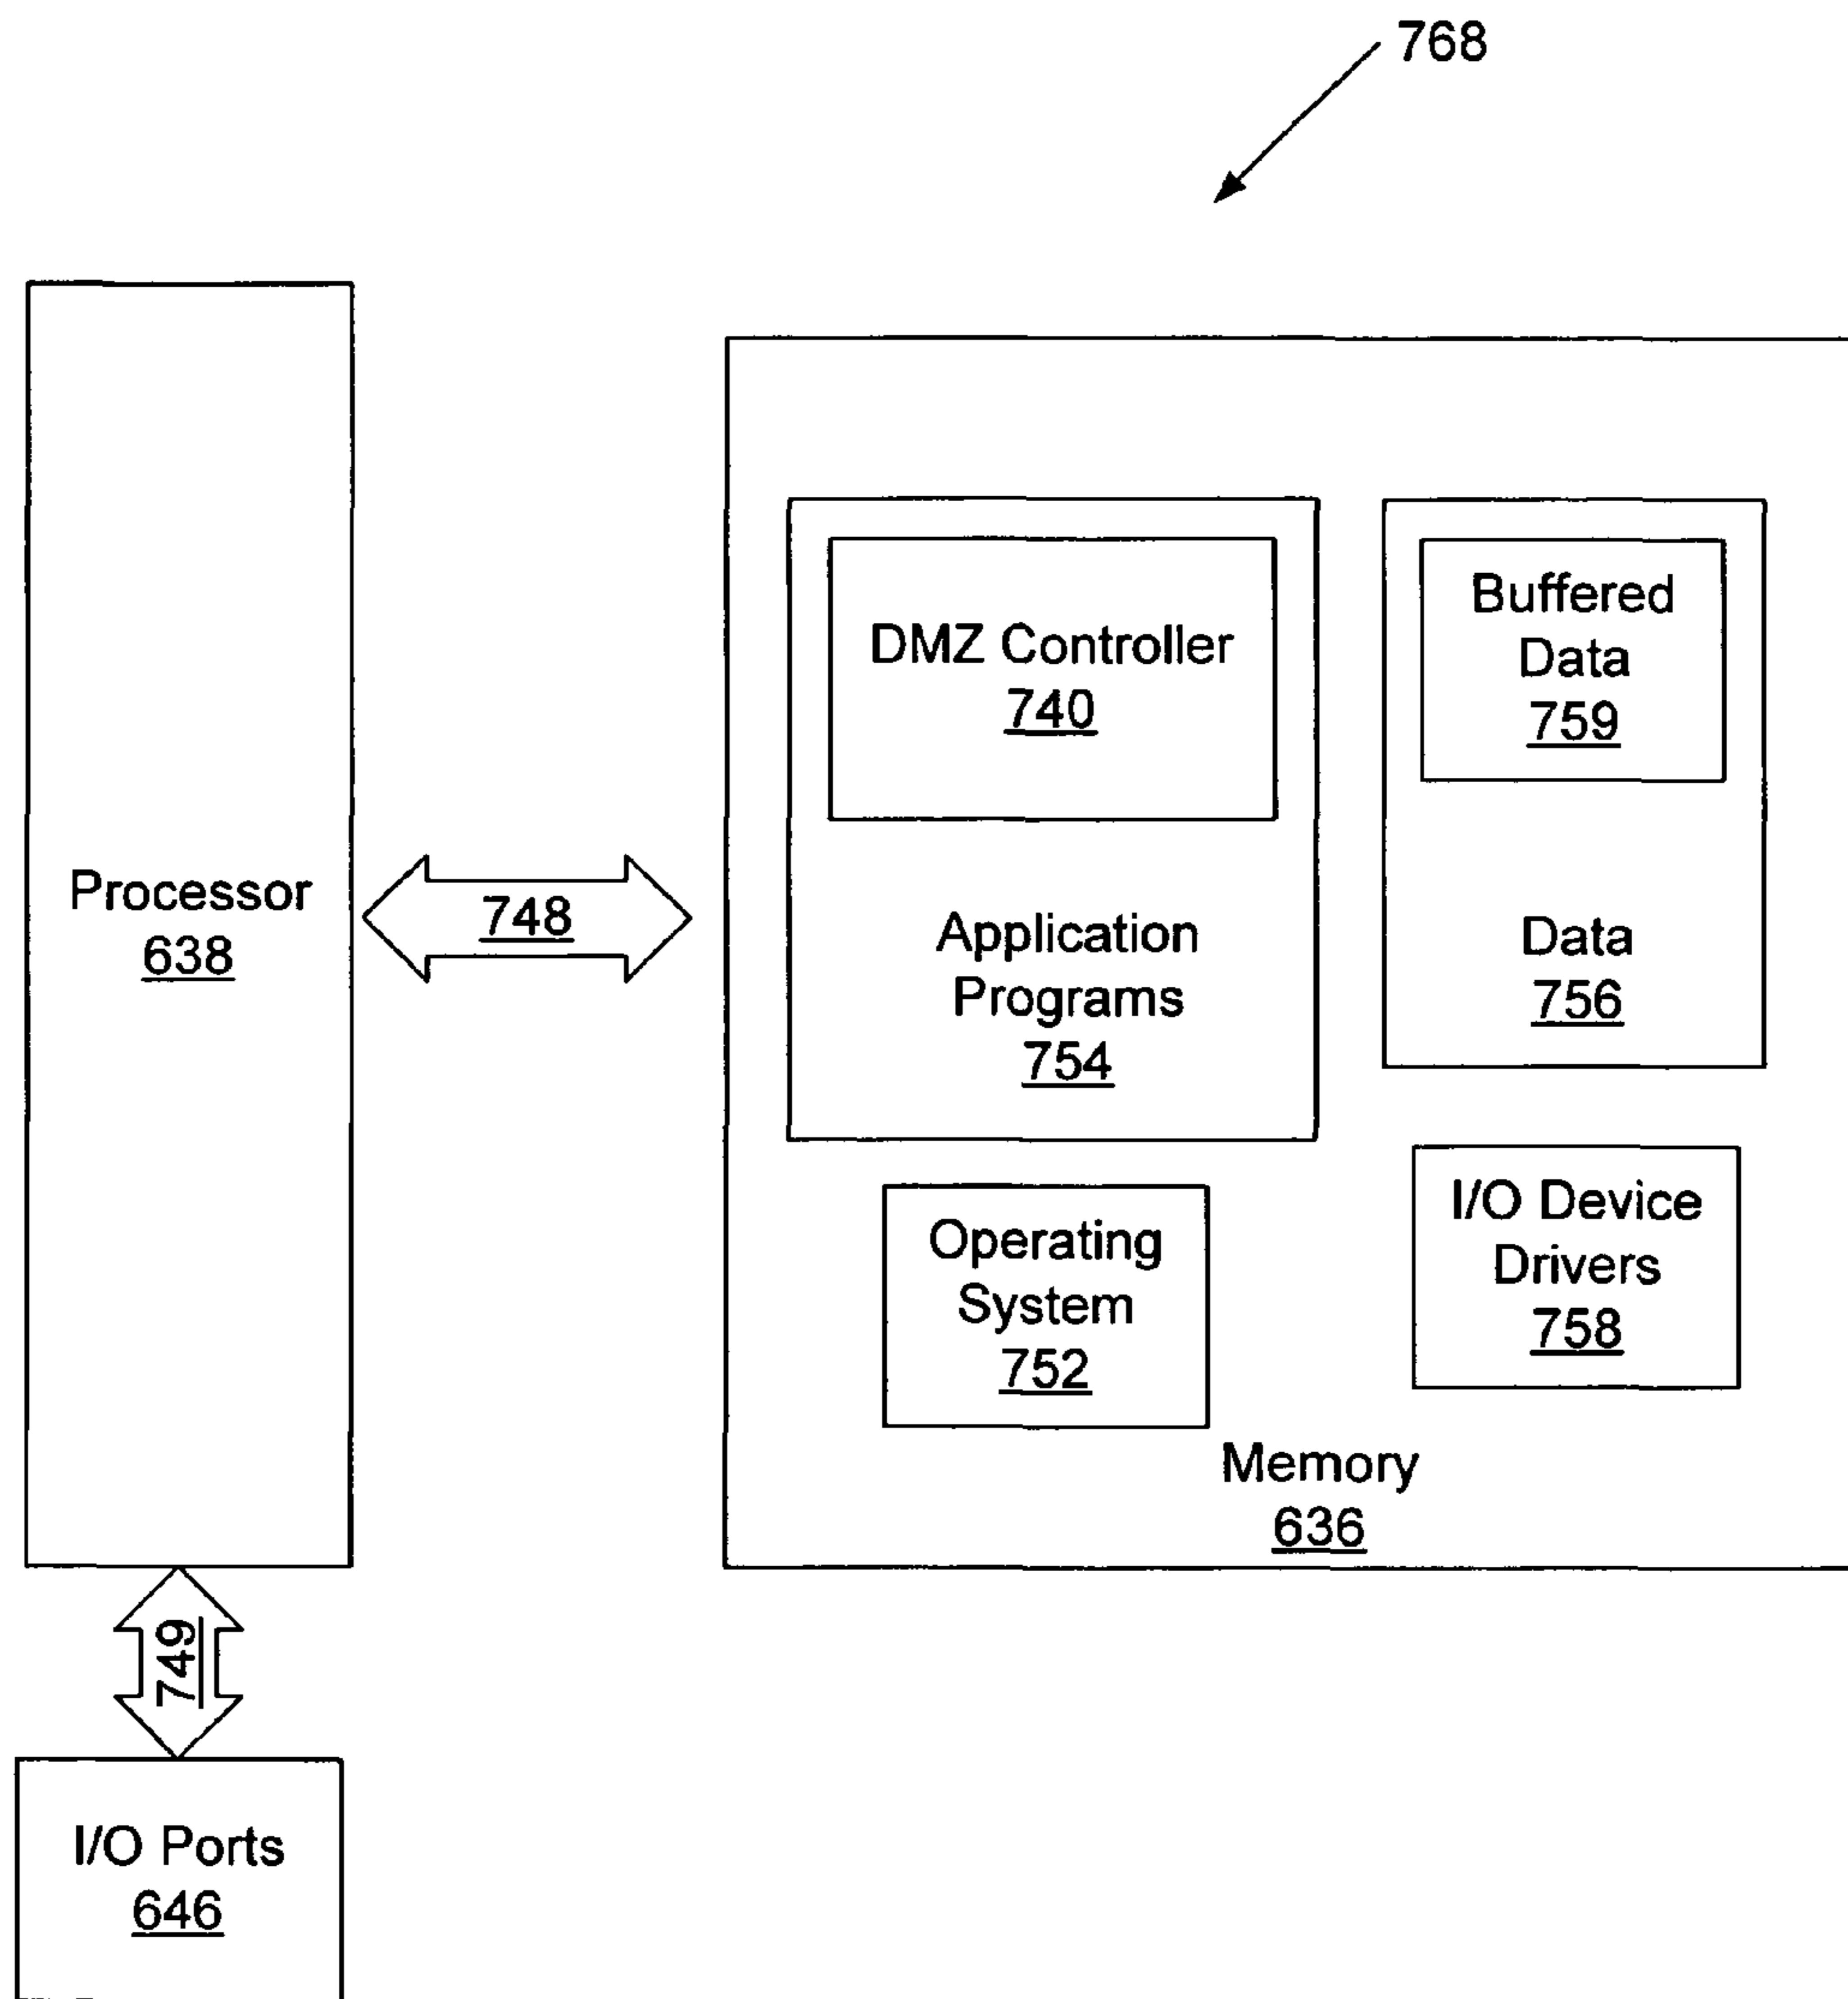 768
Processor
638
748
DMZ Controller
740
Application
Programs
754
Buffered
Data
759
Data
756
Operating
System
752
I/O Device
Drivers
758
Memory
636
749
I/O Ports
646